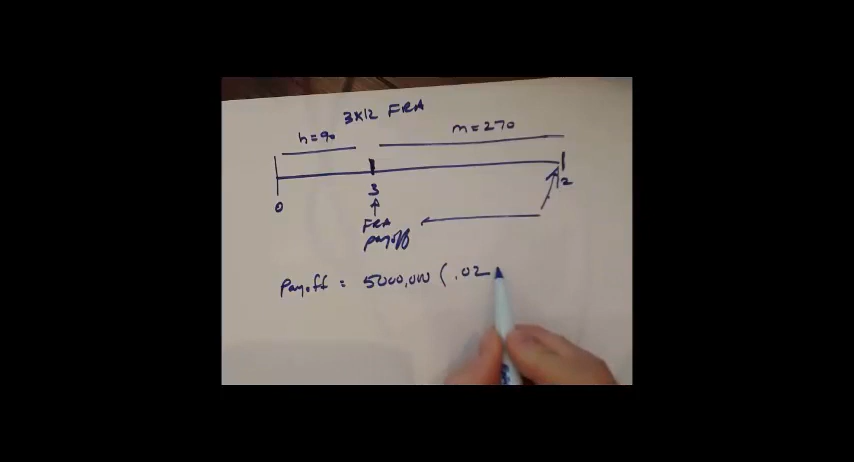 3x12 FRA
h=90 m=270
0 3 12
FRA
payoff
Payoff = 5000,000 ( .02